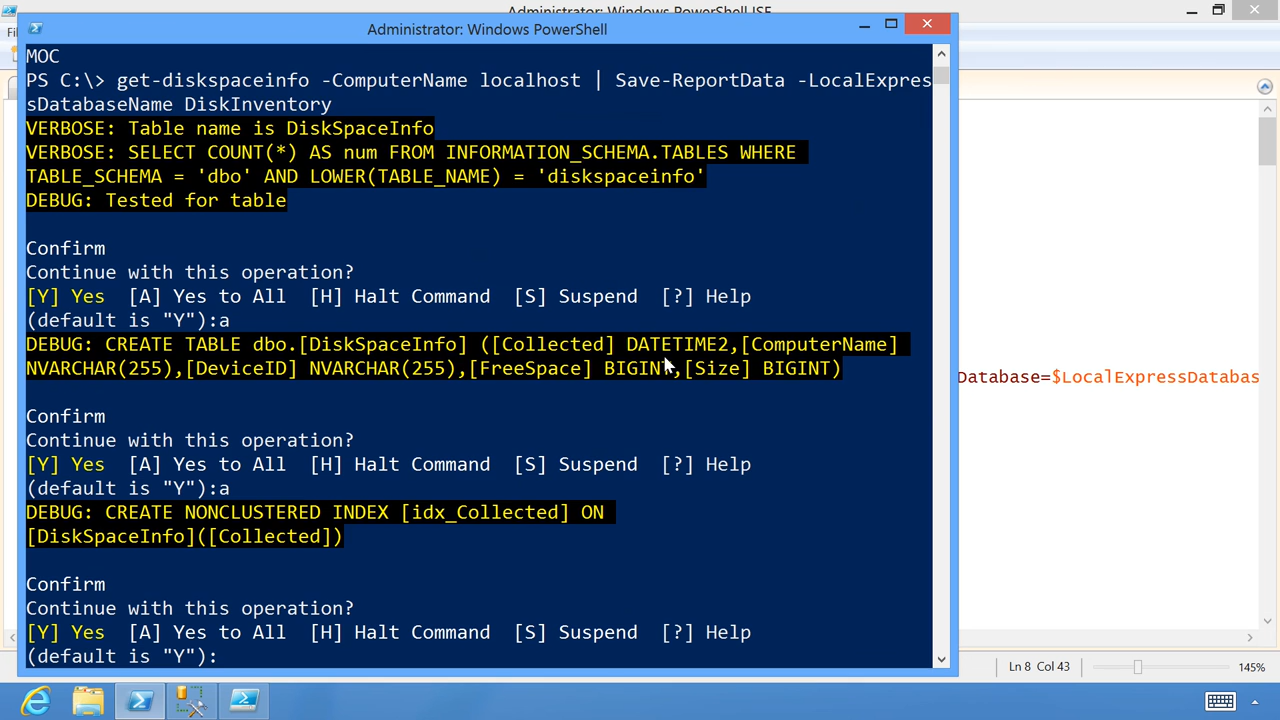 Administrator: Windows PowerShell ISE
Administrator: Windows PowerShell
MOC
PS C:\> get-diskspaceinfo -ComputerName localhost | Save-ReportData -LocalExpres
sDatabaseName DiskInventory
VERBOSE: Table name is DiskSpaceInfo
VERBOSE: SELECT COUNT(*) AS num FROM INFORMATION_SCHEMA.TABLES WHERE
TABLE_SCHEMA = 'dbo' AND LOWER(TABLE_NAME) = 'diskspaceinfo'
DEBUG: Tested for table
Confirm
Continue with this operation?
[Y] Yes  [A] Yes to All  [H] Halt Command  [S] Suspend  [?] Help
(default is "Y"):a
DEBUG: CREATE TABLE dbo.[DiskSpaceInfo] ([Collected] DATETIME2,[ComputerName]
NVARCHAR(255),[DeviceID] NVARCHAR(255),[FreeSpace] BIGINT,[Size] BIGINT)
Database=$LocalExpressDatabas
Confirm
Continue with this operation?
[Y] Yes  [A] Yes to All  [H] Halt Command  [S] Suspend  [?] Help
(default is "Y"):a
DEBUG: CREATE NONCLUSTERED INDEX [idx_Collected] ON
[DiskSpaceInfo]([Collected])
Confirm
Continue with this operation?
[Y] Yes  [A] Yes to All  [H] Halt Command  [S] Suspend  [?] Help
(default is "Y"):
Ln 8 Col 43
145%